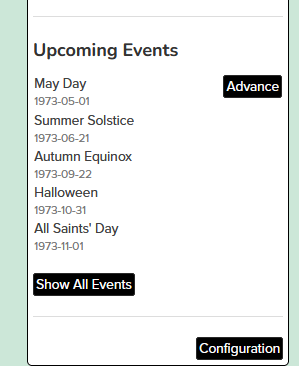 Upcoming Events
May Day
Advance
1973-05-01
Summer Solstice
1973-06-21
Autumn Equinox
1973-09-22
Halloween
1973-10-31
All Saints' Day
1973-11-01
Show All Events
Configuration